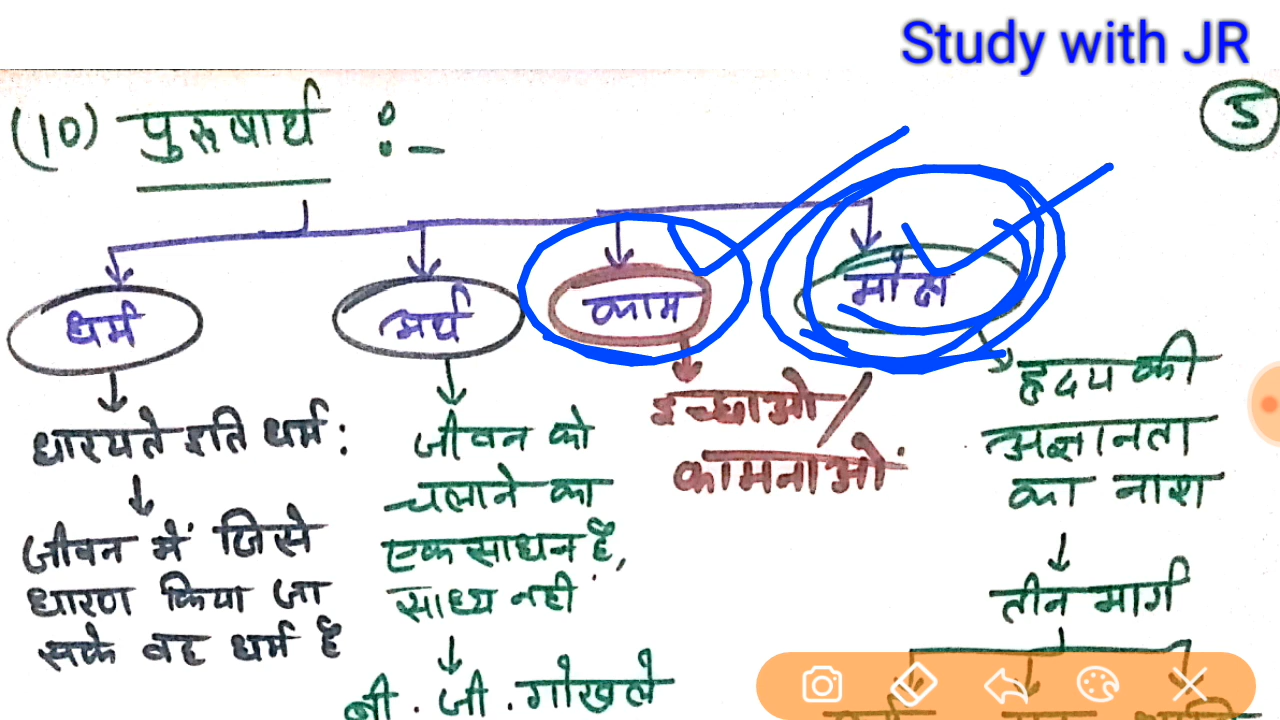 Study with JR
(10) पुरूषार्थ :-
5
धर्म
अर्थ
काम
मोक्ष
धारयते इति धर्म:
↓
जीवन में जिसे
धारण किया जा
सके वह धर्म है
जीवन को
चलाने का
एक साधन है,
साध्य नही
↓
बी . जी . गोखले
इच्छाओ/
कामनाओं
हृदय की
अज्ञानता
का नाश
↓
तीन मार्ग